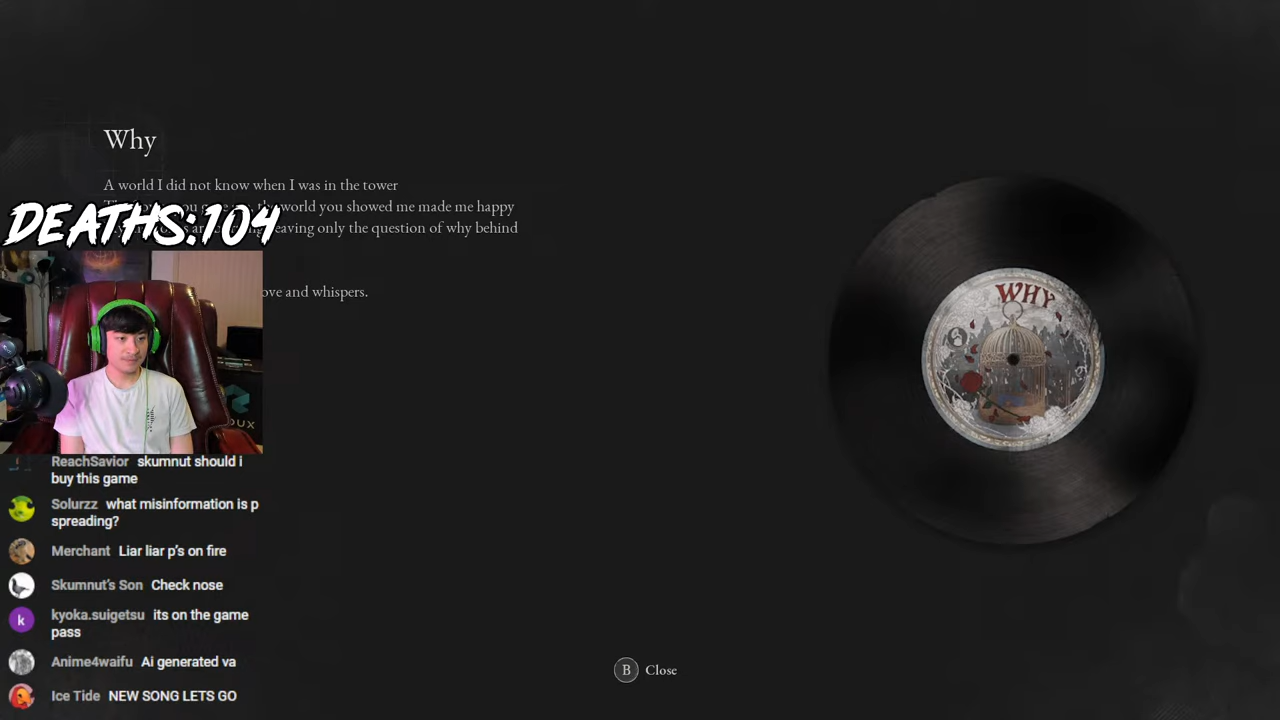 Why
A world I did not know when I was in the tower
world you showed me made me happy
leaving only the question of why behind
DEATHS:104
ove and whispers.
WHY
ReachSavior skumnut should i
buy this game
Solurzz what misinformation is p
spreading?
Merchant Liar liar p's on fire
Skumnut's Son Check nose
k kyoka.suigetsu its on the game
pass
Anime4waifu Ai generated va
Ice Tide NEW SONG LETS GO
B Close